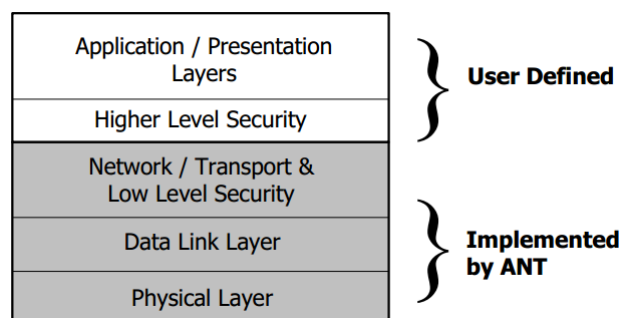 Application / Presentation
Layers
Higher Level Security
Network / Transport &
Low Level Security
Data Link Layer
Physical Layer
User Defined
Implemented
by ANT